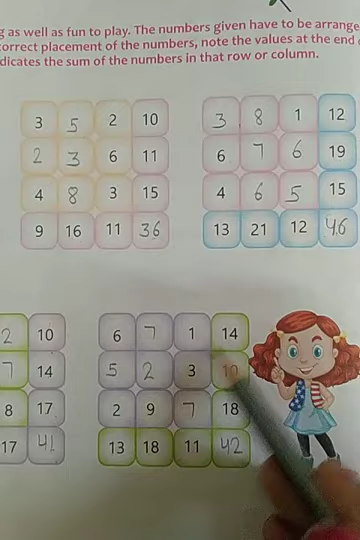 g as well as fun to play. The numbers given have to be arrange
correct placement of the numbers, note the values at the end
dicates the sum of the numbers in that row or column.
3 5 2 10
2 3 6 11
4 8 3 15
9 16 11 36
3 8 1 12
6 7 6 19
4 6 5 15
13 21 12 46
2 10
7 14
8 17
17 41
6 7 1 14
5 2 3 10
2 9 7 18
13 18 11 42